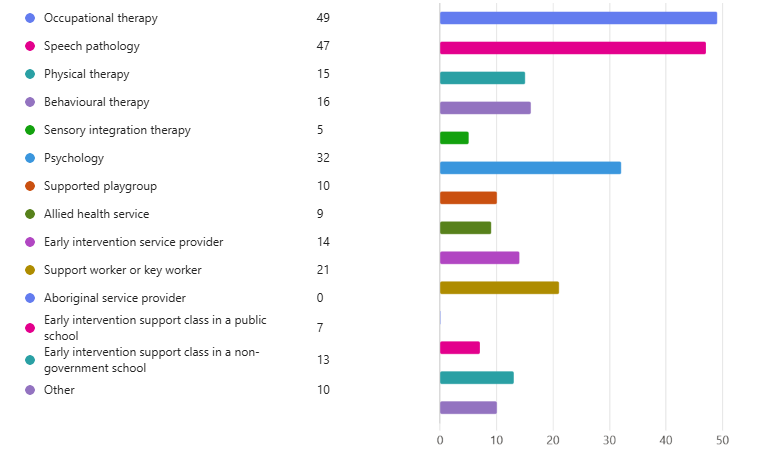 Occupational therapy 49
Speech pathology 47
Physical therapy 15
Behavioural therapy 16
Sensory integration therapy 5
Psychology 32
Supported playgroup 10
Allied health service 9
Early intervention service provider 14
Support worker or key worker 21
Aboriginal service provider 0
Early intervention support class in a public
school 7
Early intervention support class in a non-
government school 13
Other 10
0 10 20 30 40 50